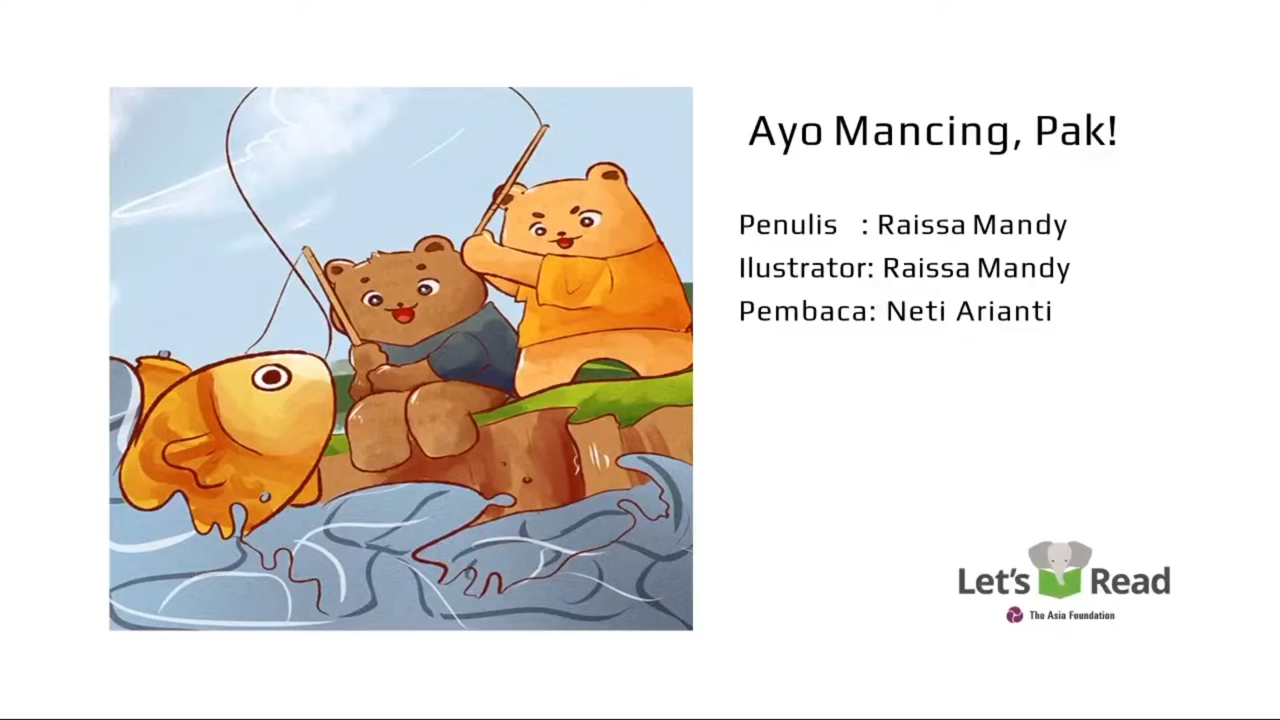 Ayo Mancing, Pak!
Penulis : Raissa Mandy
Ilustrator: Raissa Mandy
Pembaca: Neti Arianti
Let's Read
The Asia Foundation